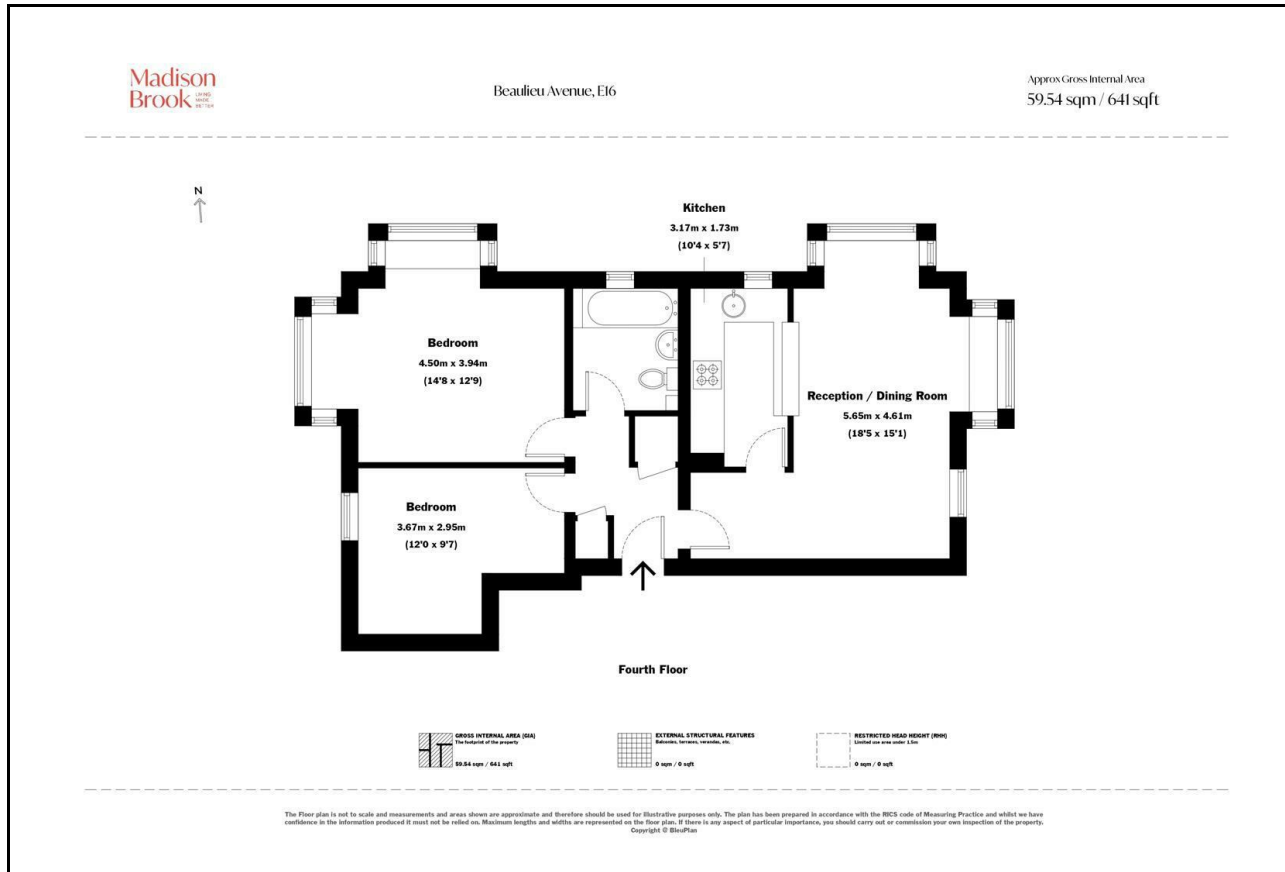 Madison
Brook LIVING
MADE
BETTER
Beaulieu Avenue, E16
Approx Gross Internal Area
59.54 sqm / 641 sqft
N
Kitchen
3.17m x 1.73m
(10'4 x 5'7)
Bedroom
4.50m x 3.94m
(14'8 x 12'9)
Reception / Dining Room
5.65m x 4.61m
(18'5 x 15'1)
Bedroom
3.67m x 2.95m
(12'0 x 9'7)
Fourth Floor
GROSS INTERNAL AREA (GIA)
The footprint of the property
59.54 sqm / 641 sqft
EXTERNAL STRUCTURAL FEATURES
Balconies, terraces, verandas, etc.
0 sqm / 0 sqft
RESTRICTED HEAD HEIGHT (RHH)
Limited use area under 1.5m
0 sqm / 0 sqft
The Floor plan is not to scale and measurements and areas shown are approximate and therefore should be used for illustrative purposes only. The plan has been prepared in accordance with the RICS code of Measuring Practice and whilst we have
confidence in the information produced it must not be relied on. Maximum lengths and widths are represented on the floor plan. If there is any aspect of particular importance, you should carry out or commission your own inspection of the property.
Copyright @ BleuPlan